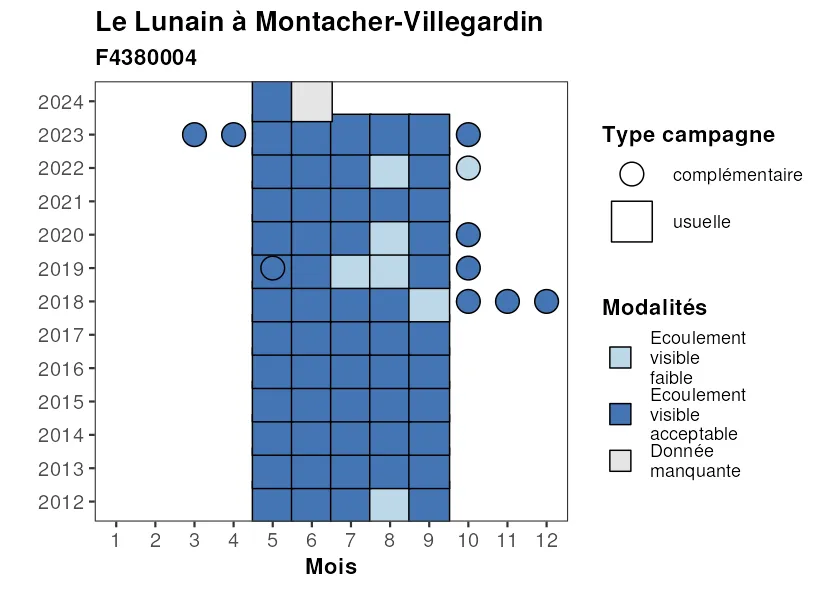 Le Lunain à Montacher-Villegardin
F4380004
2024
2023
2022
2021
2020
2019
2018
2017
2016
2015
2014
2013
2012
1 2 3 4 5 6 7 8 9 10 11 12
Mois
Type campagne
complémentaire
usuelle
Modalités
Ecoulement
visible
faible
Ecoulement
visible
acceptable
Donnée
manquante